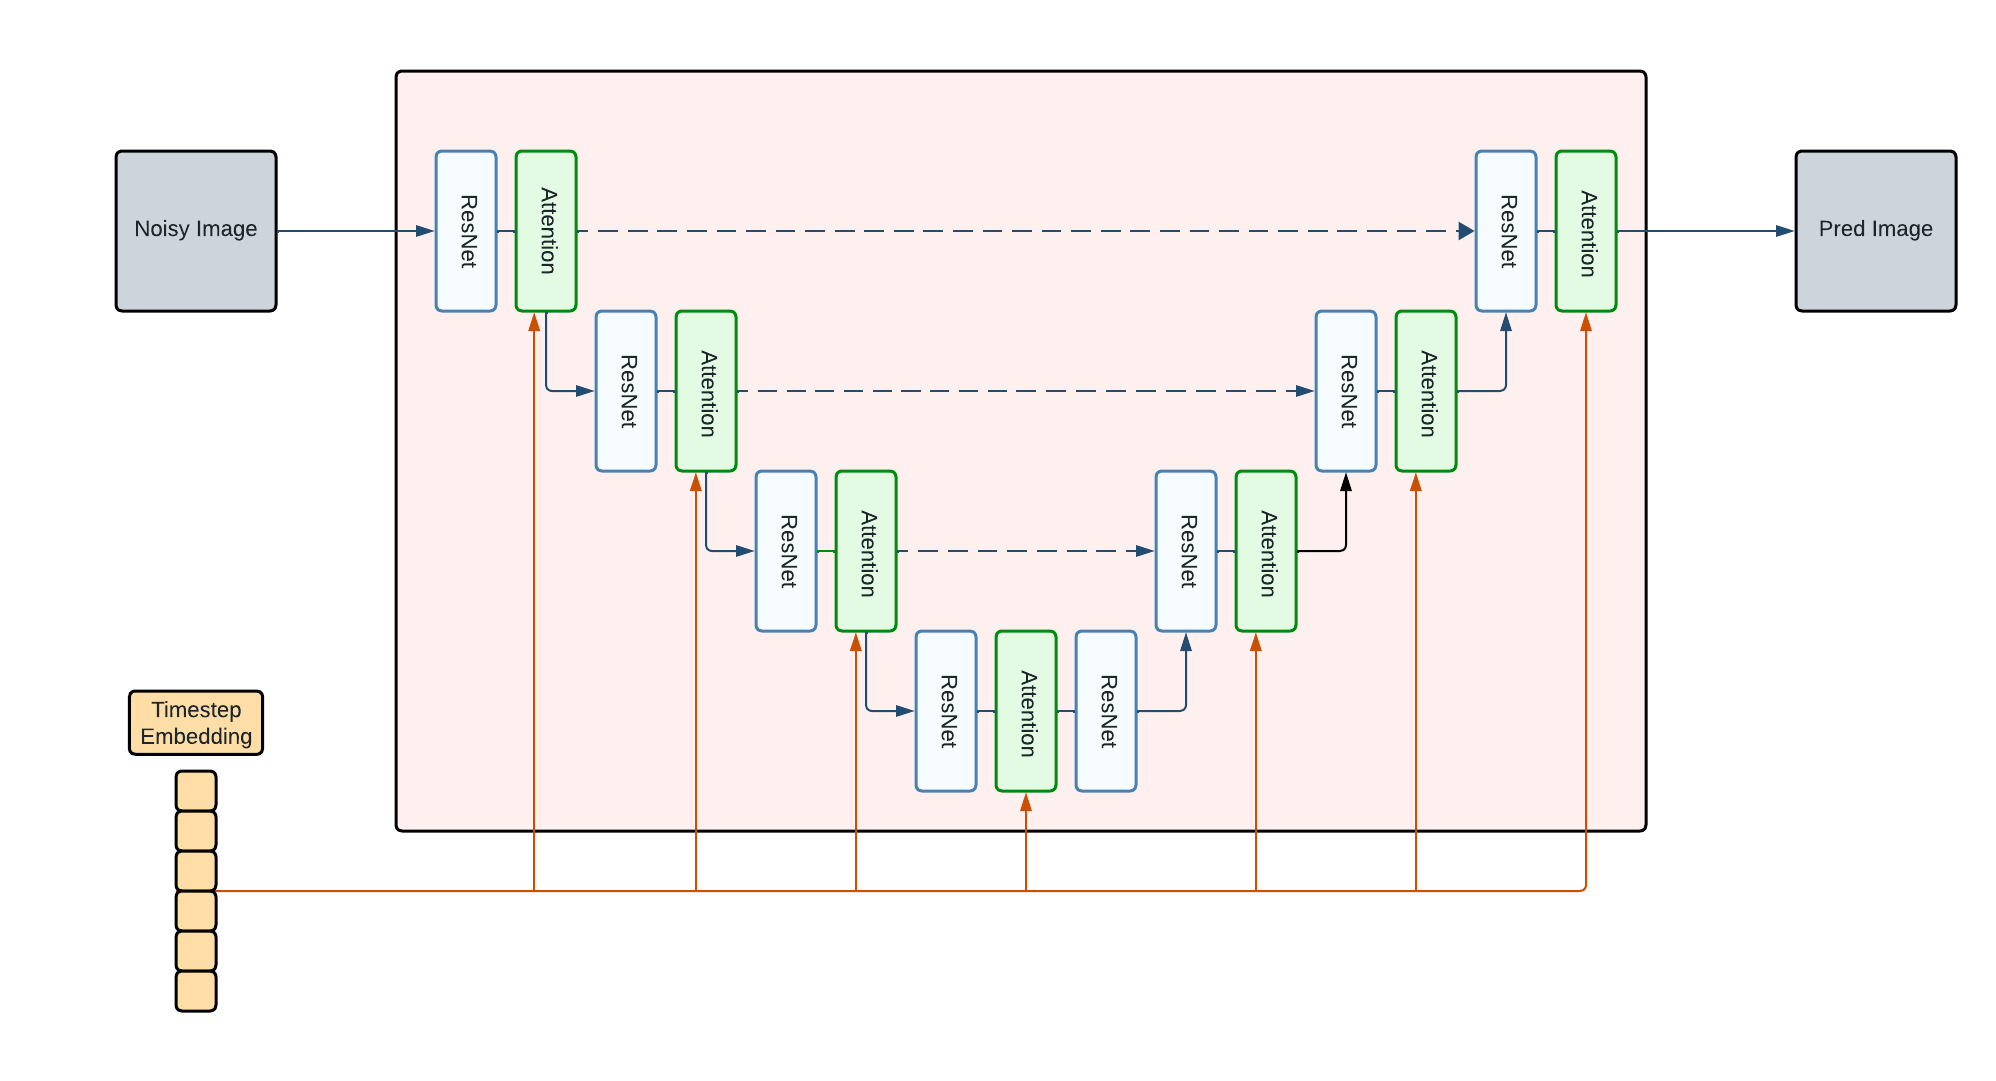 Noisy Image
ResNet
Attention
ResNet
Attention
Pred Image
ResNet
Attention
ResNet
Attention
ResNet
Attention
ResNet
Attention
ResNet
Attention
ResNet
Timestep
Embedding